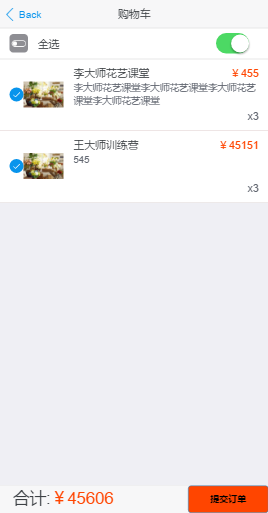 Back 购物车
全选
李大师花艺课堂 ¥ 455
李大师花艺课堂李大师花艺课堂李大师花艺
课堂李大师花艺课堂
x3
王大师训练营 ¥ 45151
545
x3
合计: ¥ 45606 提交订单